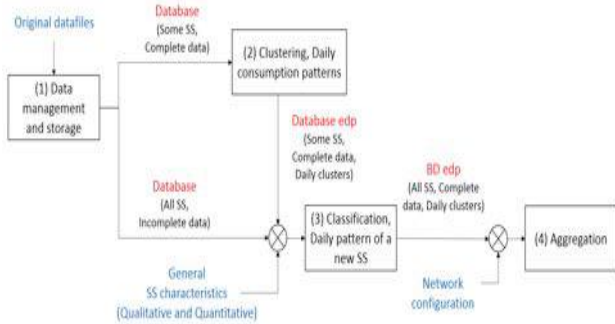 Original datafiles
Database
(Some SS,
Complete data)
(1) Data
management
and storage
(2) Clustering, Daily
consumption patterns
Database edp
(Some SS,
Complete data,
Daily clusters)
Database
(All SS,
Incomplete data)
BD edp
(All SS, Complete
data, Daily clusters)
(3) Classification,
Daily pattern of a
new SS
(4) Aggregation
General
SS characteristics
(Qualitative and Quantitative)
Network
configuration